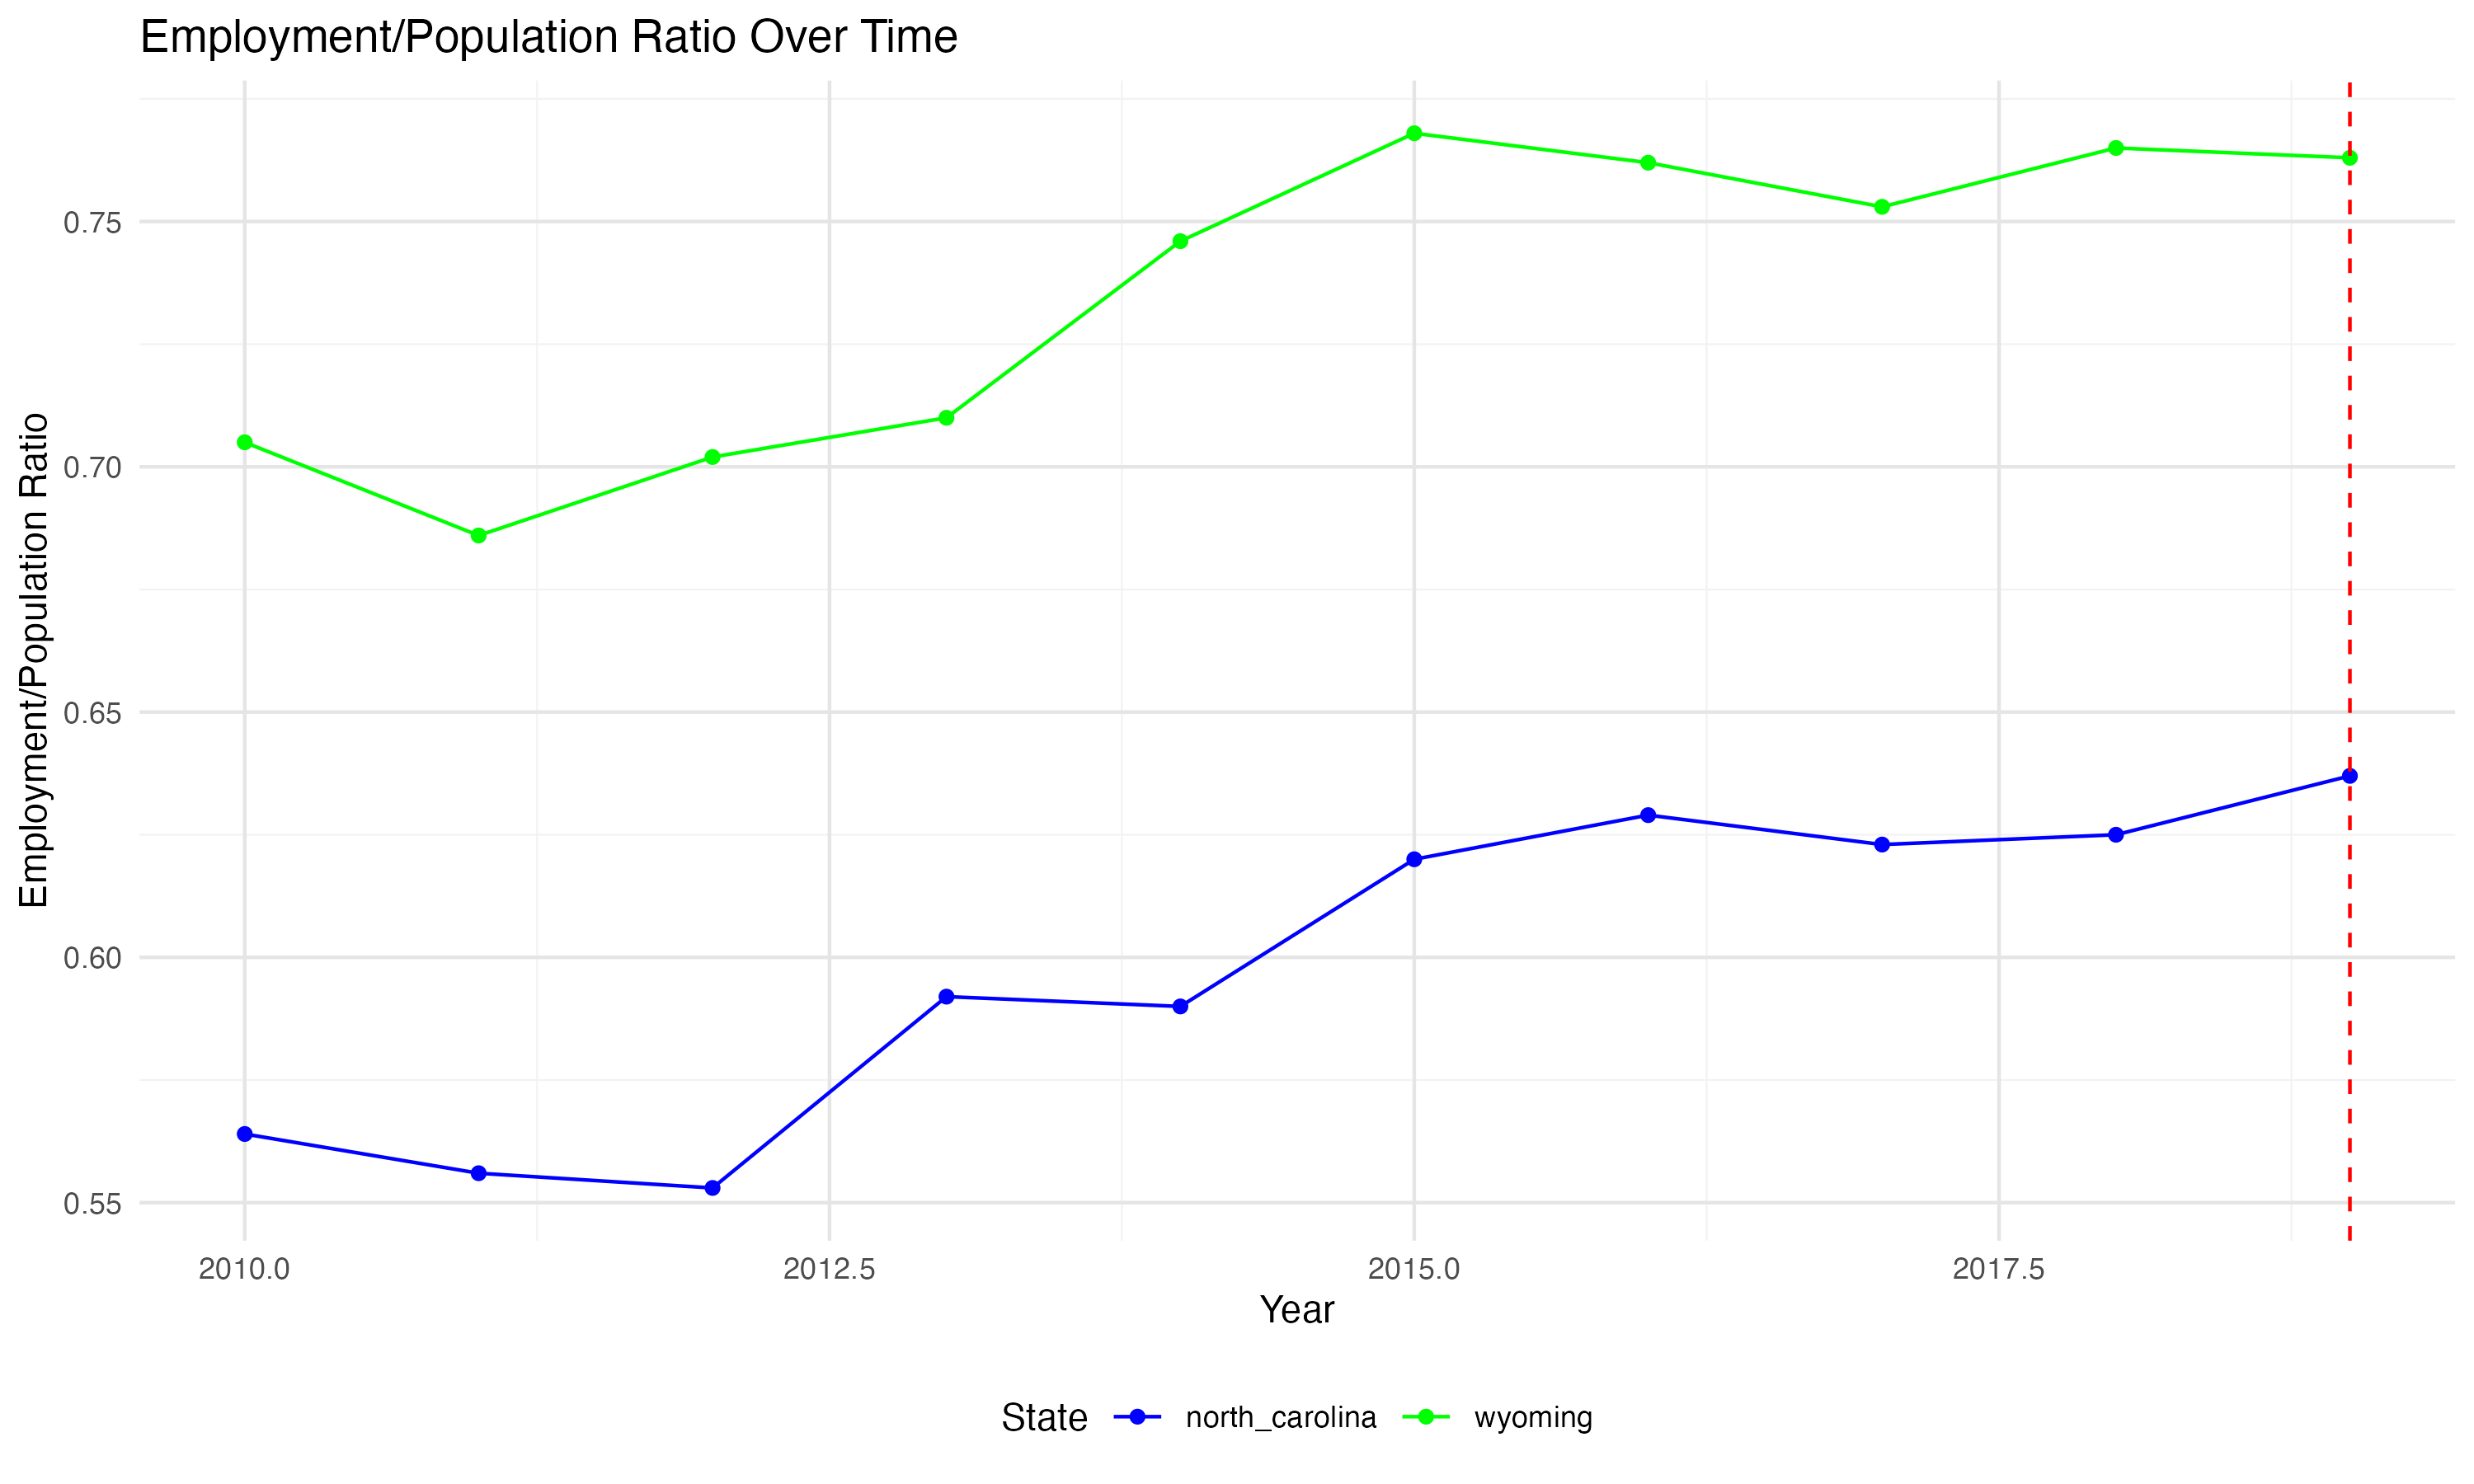 Employment/Population Ratio Over Time
Employment/Population Ratio
0.75
0.70
0.65
0.60
0.55
2010.0 2012.5 2015.0 2017.5
Year
State north_carolina wyoming